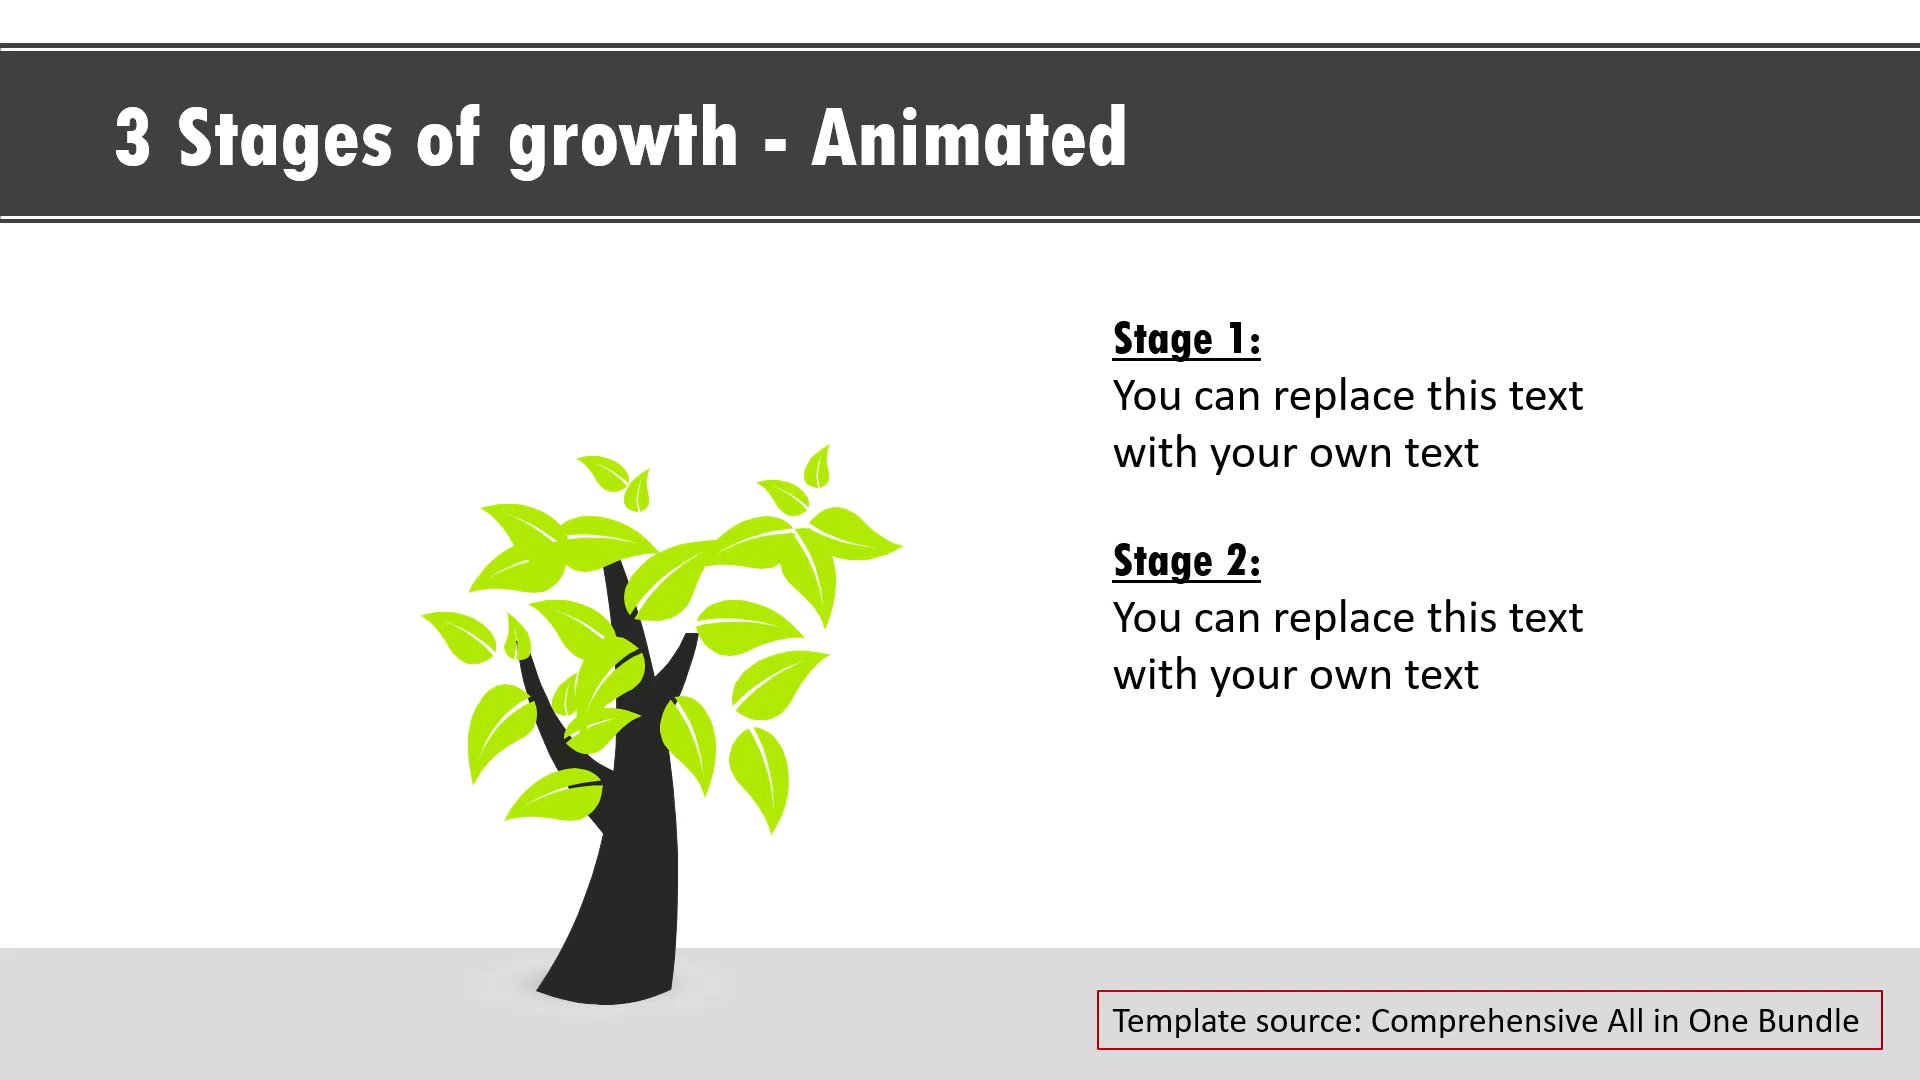 3 Stages of growth - Animated
Stage 1:
You can replace this text
with your own text
Stage 2:
You can replace this text
with your own text
Template source: Comprehensive All in One Bundle